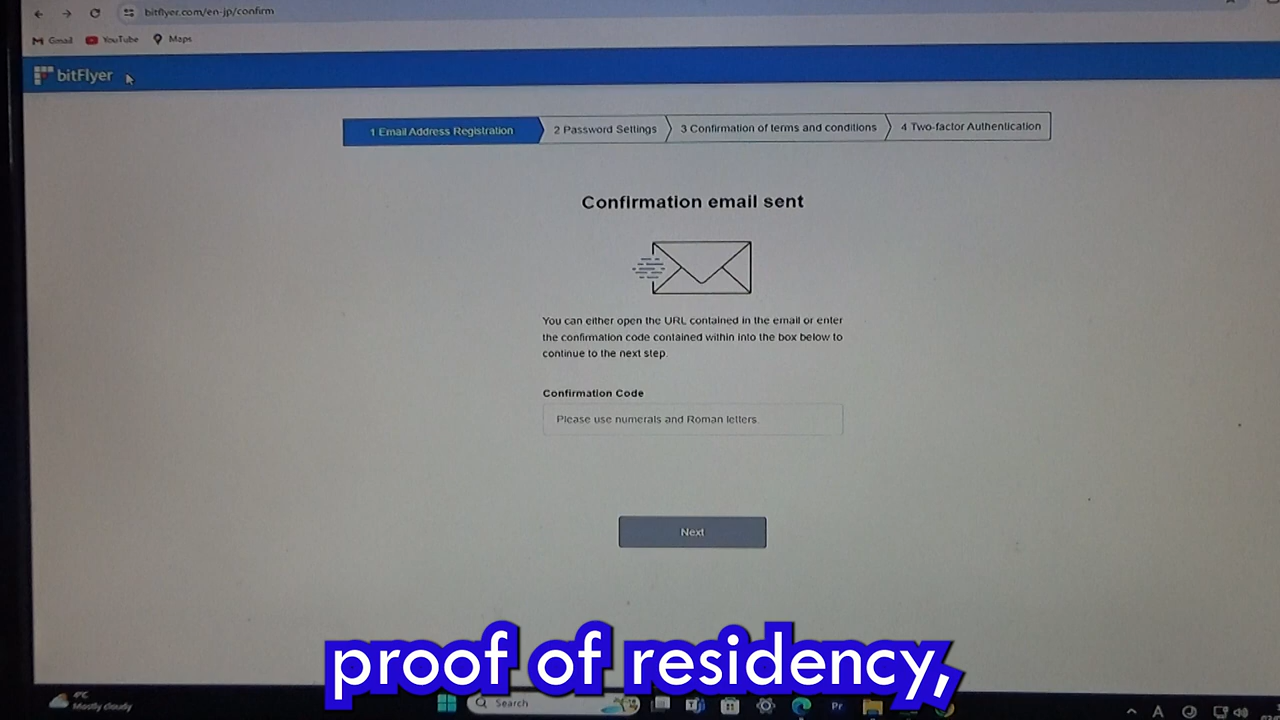 bitflyer.com/en-jp/confirm
Gmail YouTube Maps
bitFlyer
1 Email Address Registration 2 Password Settings 3 Confirmation of terms and conditions 4 Two-factor Authentication
Confirmation email sent
You can either open the URL contained in the email or enter
the confirmation code contained within into the box below to
continue to the next step.
Confirmation Code
Please use numerals and Roman letters.
Next
proof of residency,
Mostly cloudy
Search
Pr
A